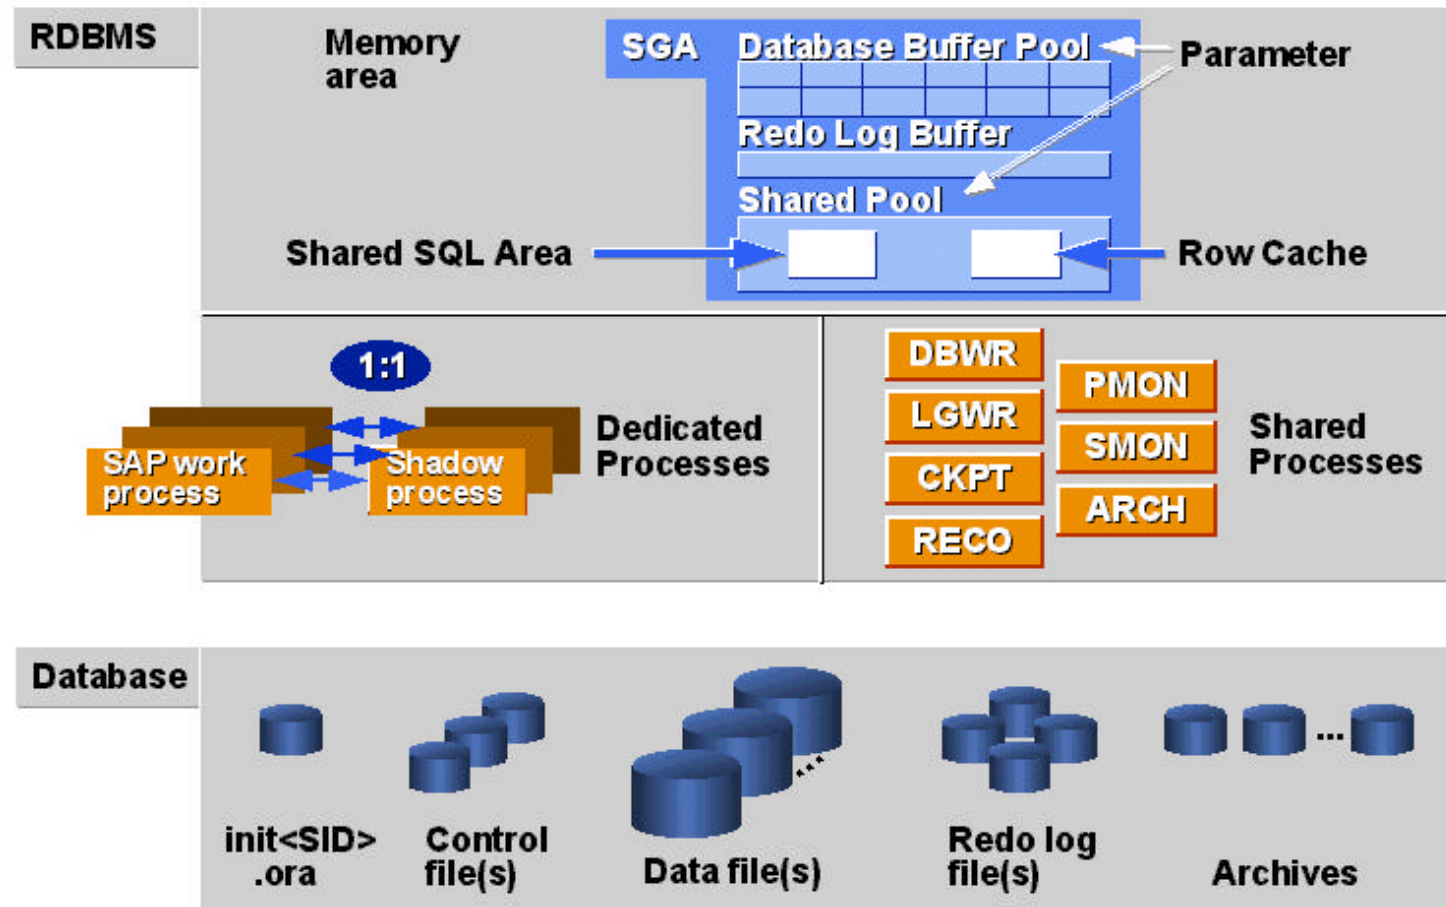 RDBMS
Memory
area
SGA
Database Buffer Pool
Parameter
Redo Log Buffer
Shared Pool
Shared SQL Area
Row Cache
1:1
SAP work
process
Shadow
process
Dedicated
Processes
DBWR
LGWR
CKPT
RECO
PMON
SMON
ARCH
Shared
Processes
Database
...
...
init<SID>
.ora
Control
file(s)
Data file(s)
Redo log
file(s)
Archives